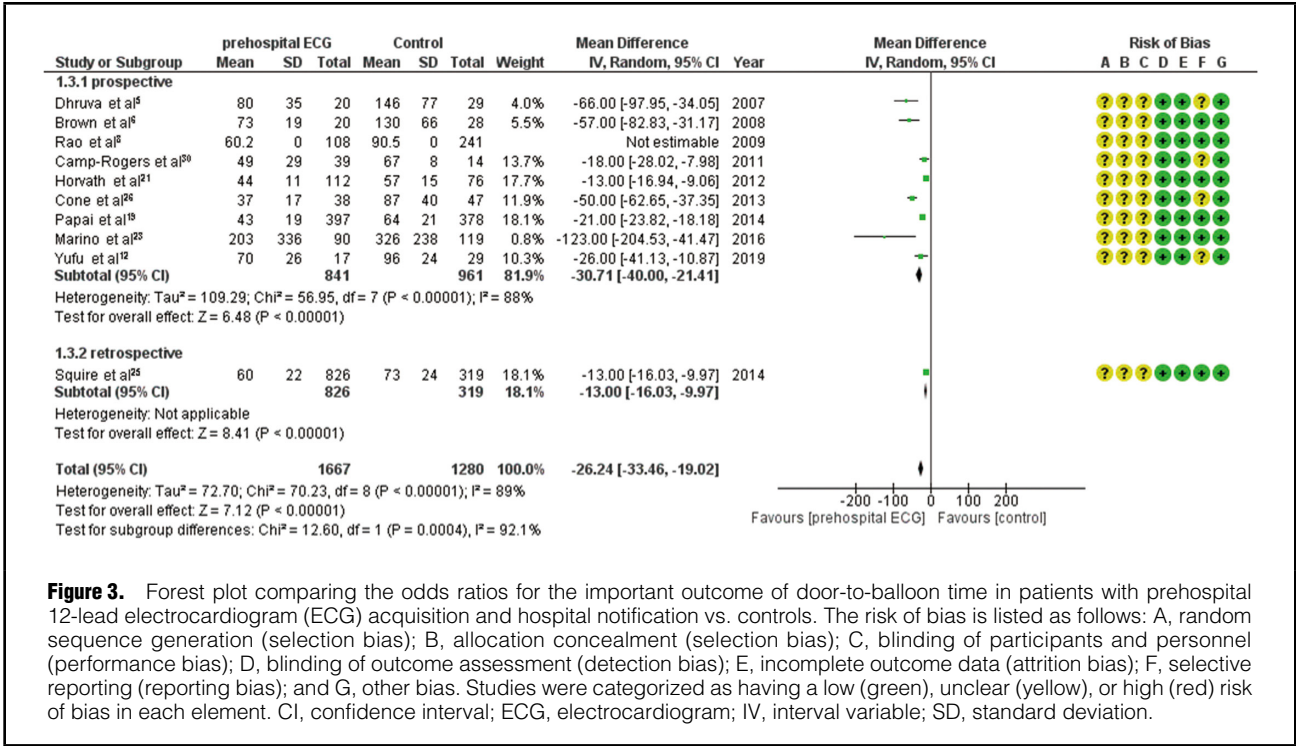 prehospital ECG Control Mean Difference Mean Difference Risk of Bias
Study or Subgroup Mean SD Total Mean SD Total Weight IV, Random, 95% CI Year IV, Random, 95% CI A B C D E F G
1.3.1 prospective
Dhruva et al⁵ 80 35 20 146 77 29 4.0% -66.00 [-97.95, -34.05] 2007 ? ? ? + + ? +
Brown et al⁶ 73 19 20 130 66 28 5.5% -57.00 [-82.83, -31.17] 2008 ? ? ? + + + +
Rao et al⁸ 60.2 0 108 90.5 0 241 Not estimable 2009 ? ? ? + + + +
Camp-Rogers et al³⁰ 49 29 39 67 8 14 13.7% -18.00 [-28.02, -7.98] 2011 ? ? ? + + ? +
Horvath et al²¹ 44 11 112 57 15 76 17.7% -13.00 [-16.94, -9.06] 2012 ? ? ? + + + +
Cone et al²⁶ 37 17 38 87 40 47 11.9% -50.00 [-62.65, -37.35] 2013 ? ? ? + + ? +
Papai et al¹⁹ 43 19 397 64 21 378 18.1% -21.00 [-23.82, -18.18] 2014 ? ? ? + + + +
Marino et al²³ 203 336 90 326 238 119 0.8% -123.00 [-204.53, -41.47] 2016 ? ? ? + + + +
Yufu et al¹² 70 26 17 96 24 29 10.3% -26.00 [-41.13, -10.87] 2019 ? ? ? + + ? +
Subtotal (95% CI) 841 961 81.9% -30.71 [-40.00, -21.41]
Heterogeneity: Tau² = 109.29; Chi² = 56.95, df = 7 (P < 0.00001); I² = 88%
Test for overall effect: Z = 6.48 (P < 0.00001)
1.3.2 retrospective
Squire et al²⁵ 60 22 826 73 24 319 18.1% -13.00 [-16.03, -9.97] 2014 ? ? ? + + + +
Subtotal (95% CI) 826 319 18.1% -13.00 [-16.03, -9.97]
Heterogeneity: Not applicable
Test for overall effect: Z = 8.41 (P < 0.00001)
Total (95% CI) 1667 1280 100.0% -26.24 [-33.46, -19.02]
Heterogeneity: Tau² = 72.70; Chi² = 70.23, df = 8 (P < 0.00001); I² = 89%
Test for overall effect: Z = 7.12 (P < 0.00001)
Test for subgroup differences: Chi² = 12.60, df = 1 (P = 0.0004), I² = 92.1%
-200 -100 0 100 200
Favours [prehospital ECG] Favours [control]
Figure 3. Forest plot comparing the odds ratios for the important outcome of door-to-balloon time in patients with prehospital
12-lead electrocardiogram (ECG) acquisition and hospital notification vs. controls. The risk of bias is listed as follows: A, random
sequence generation (selection bias); B, allocation concealment (selection bias); C, blinding of participants and personnel
(performance bias); D, blinding of outcome assessment (detection bias); E, incomplete outcome data (attrition bias); F, selective
reporting (reporting bias); and G, other bias. Studies were categorized as having a low (green), unclear (yellow), or high (red) risk
of bias in each element. CI, confidence interval; ECG, electrocardiogram; IV, interval variable; SD, standard deviation.